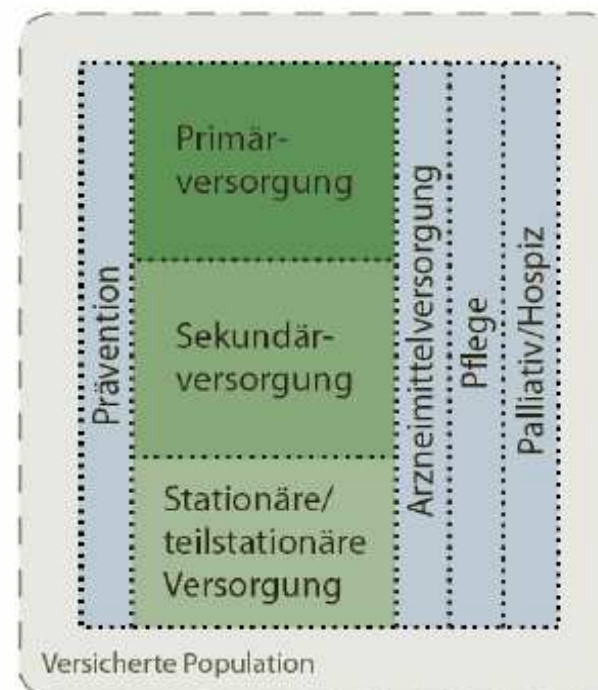 Prävention
Primär-
versorgung
Sekundär-
versorgung
Stationäre/
teilstationäre
Versorgung
Arzneimittelversorgung
Pflege
Palliativ/Hospiz
Versicherte Population